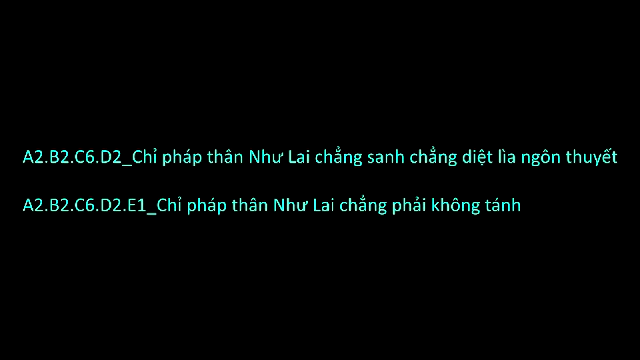 A2.B2.C6.D2_Chỉ pháp thân Như Lai chẳng sanh chẳng diệt lìa ngôn thuyết
A2.B2.C6.D2.E1_Chỉ pháp thân Như Lai chẳng phải không tánh